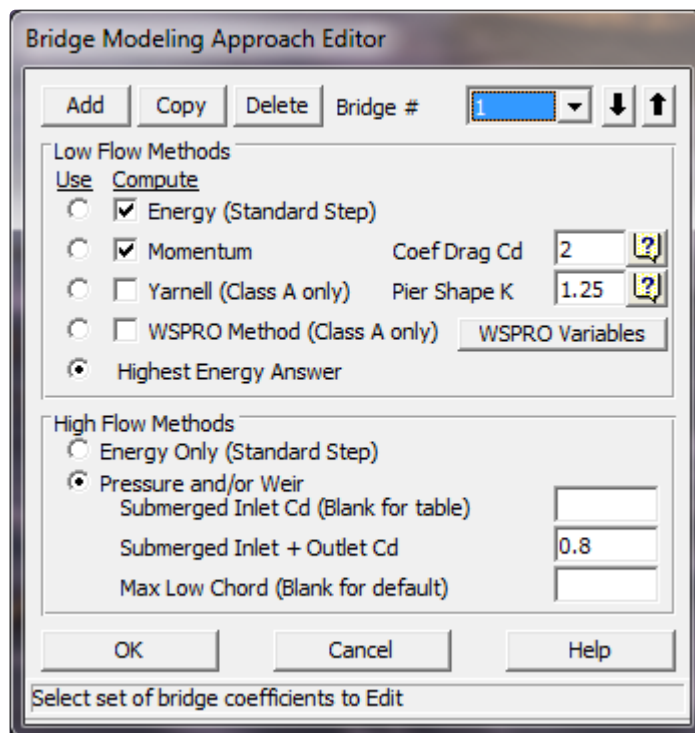 Bridge Modeling Approach Editor
Add Copy Delete Bridge # 1
Low Flow Methods
Use Compute
Energy (Standard Step)
Momentum Coef Drag Cd 2 ?
Yarnell (Class A only) Pier Shape K 1.25 ?
WSPRO Method (Class A only) WSPRO Variables
Highest Energy Answer
High Flow Methods
Energy Only (Standard Step)
Pressure and/or Weir
Submerged Inlet Cd (Blank for table)
Submerged Inlet + Outlet Cd 0.8
Max Low Chord (Blank for default)
OK Cancel Help
Select set of bridge coefficients to Edit